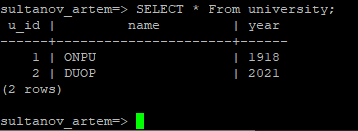 sultanov_artem=> SELECT * From university;
 u_id |          name          | year
------+------------------------+------
    1 | ONPU                   | 1918
    2 | DUOP                   | 2021
(2 rows)
sultanov_artem=>